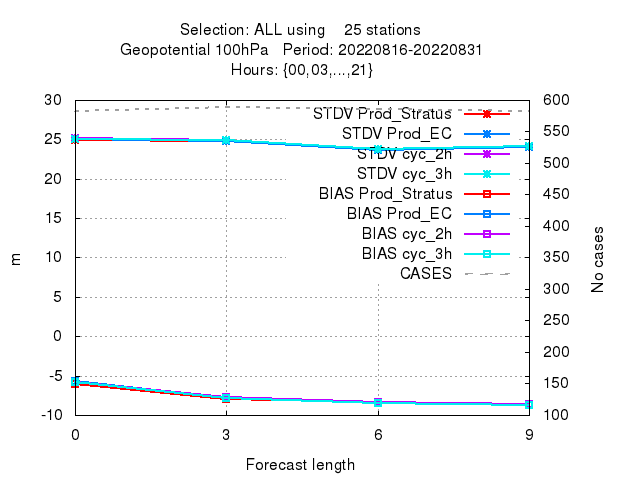 Selection: ALL using    25 stations
Geopotential 100hPa   Period: 20220816-20220831
Hours: {00,03,...,21}
30 600
STDV Prod_Stratus
25 550
STDV Prod_EC
STDV cyc_2h
500
20 STDV cyc_3h
450
BIAS Prod_Stratus
15 BIAS Prod_EC 400
BIAS cyc_2h
10 350
BIAS cyc_3h
CASES
m
No cases
5 300
250
0
200
-5 150
-10 100
0 3 6 9
Forecast length